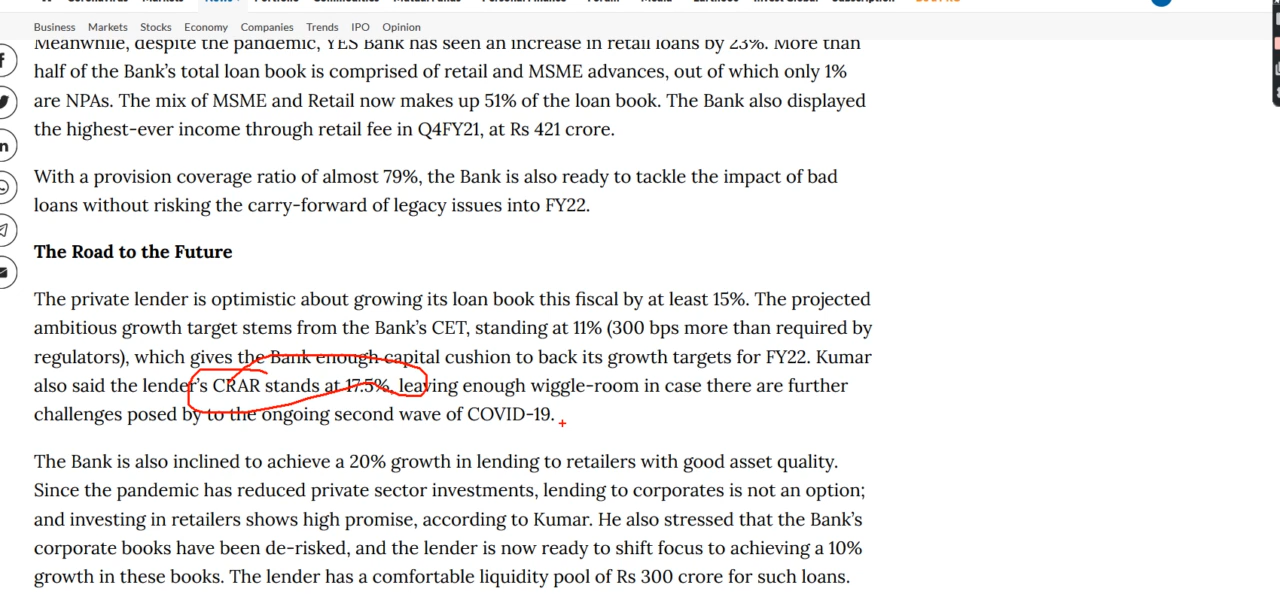 Business Markets Stocks Economy Companies Trends IPO Opinion
Meanwhile, despite the pandemic, YES Bank has seen an increase in retail loans by 23%. More than
half of the Bank’s total loan book is comprised of retail and MSME advances, out of which only 1%
are NPAs. The mix of MSME and Retail now makes up 51% of the loan book. The Bank also displayed
the highest-ever income through retail fee in Q4FY21, at Rs 421 crore.
With a provision coverage ratio of almost 79%, the Bank is also ready to tackle the impact of bad
loans without risking the carry-forward of legacy issues into FY22.
The Road to the Future
The private lender is optimistic about growing its loan book this fiscal by at least 15%. The projected
ambitious growth target stems from the Bank’s CET, standing at 11% (300 bps more than required by
regulators), which gives the Bank enough capital cushion to back its growth targets for FY22. Kumar
also said the lender’s CRAR stands at 17.5%, leaving enough wiggle-room in case there are further
challenges posed by to the ongoing second wave of COVID-19.
The Bank is also inclined to achieve a 20% growth in lending to retailers with good asset quality.
Since the pandemic has reduced private sector investments, lending to corporates is not an option;
and investing in retailers shows high promise, according to Kumar. He also stressed that the Bank’s
corporate books have been de-risked, and the lender is now ready to shift focus to achieving a 10%
growth in these books. The lender has a comfortable liquidity pool of Rs 300 crore for such loans.